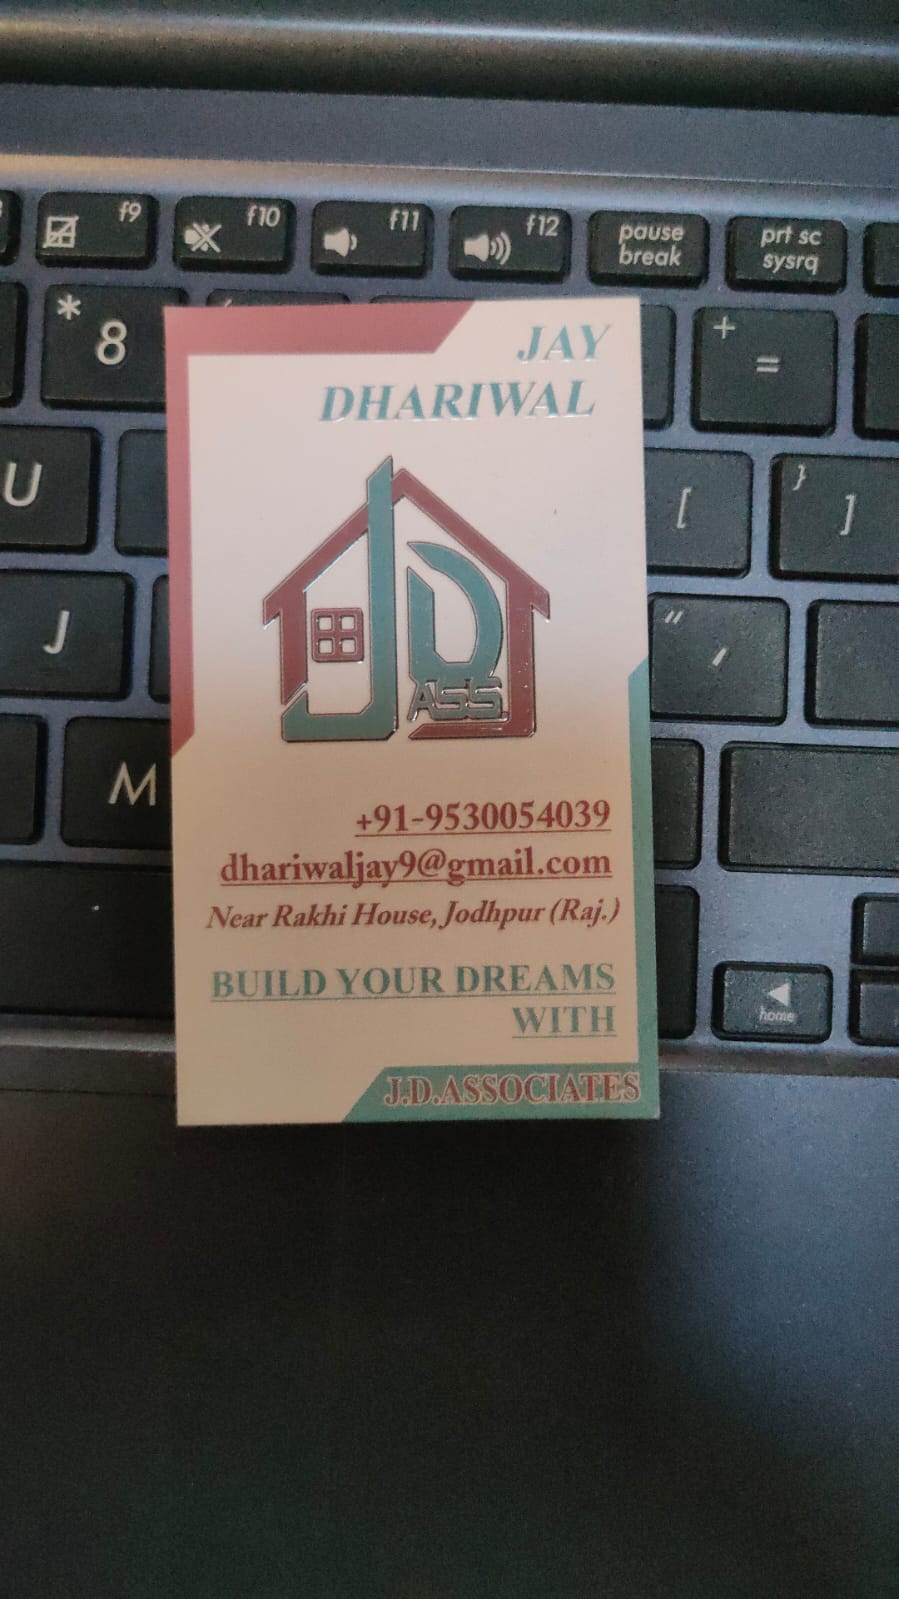 f9 f10 f11 f12 pause break prt sc sysrq
* 8 + =
U [ } ]
J " '
M
home
JAY
DHARIWAL
JD
ASS.
+91-9530054039
dhariwaljay9@gmail.com
Near Rakhi House, Jodhpur (Raj.)
BUILD YOUR DREAMS
WITH
J.D.ASSOCIATES